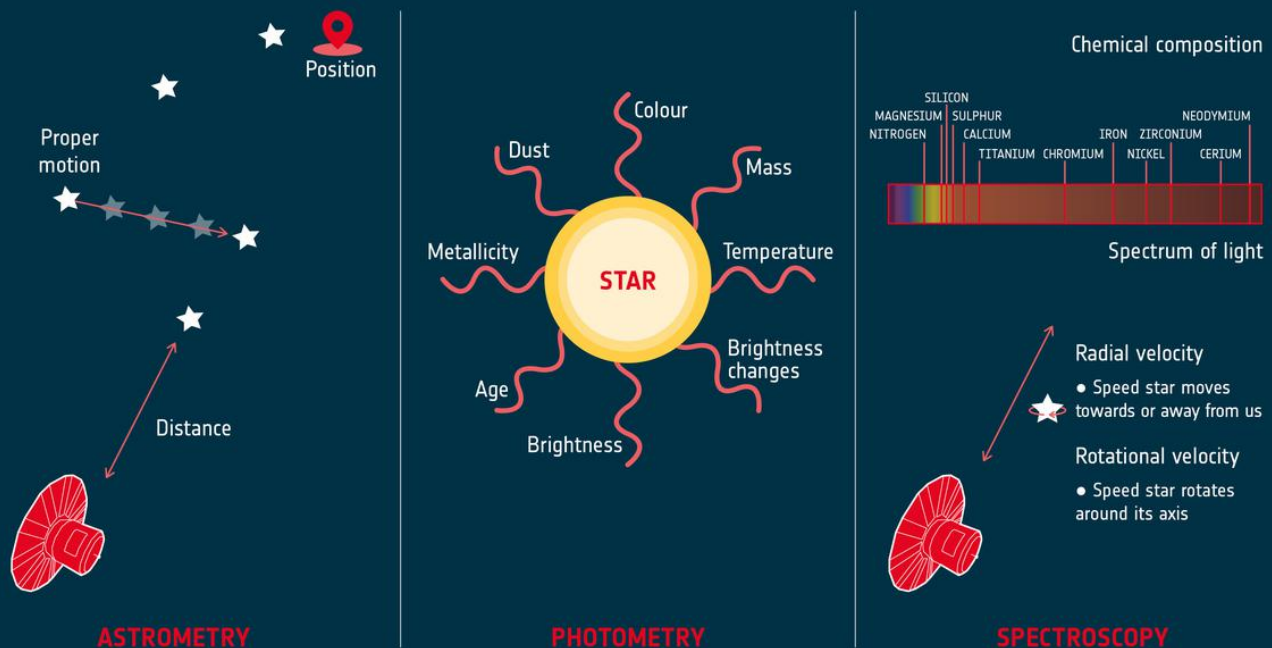 Position
Proper
motion
Distance
ASTROMETRY
Colour
Dust
Mass
Metallicity
Temperature
STAR
Brightness
changes
Age
Brightness
PHOTOMETRY
Chemical composition
SILICON
MAGNESIUM SULPHUR NEODYMIUM
NITROGEN CALCIUM IRON ZIRCONIUM
TITANIUM CHROMIUM NICKEL CERIUM
Spectrum of light
Radial velocity
● Speed star moves
towards or away from us
Rotational velocity
● Speed star rotates
around its axis
SPECTROSCOPY